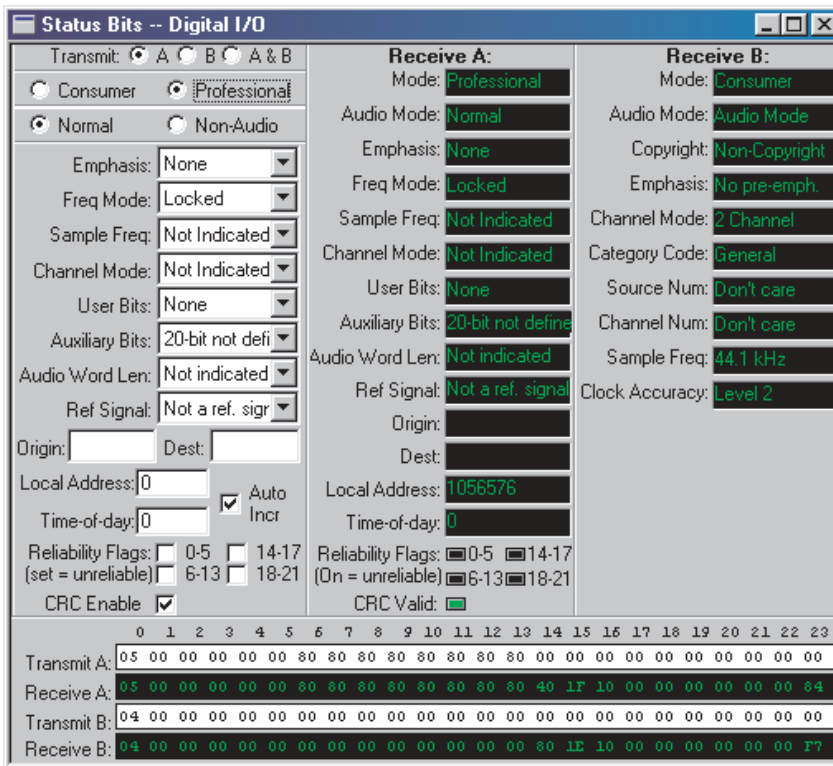 Status Bits -- Digital I/O
Transmit: A B A & B
Consumer Professional
Normal Non-Audio
Emphasis: None
Freq Mode: Locked
Sample Freq: Not Indicated
Channel Mode: Not Indicated
User Bits: None
Auxiliary Bits: 20-bit not defi
Audio Word Len: Not indicated
Ref Signal: Not a ref. sigr
Origin: Dest:
Local Address: 0
Time-of-day: 0
Auto
Incr
Reliability Flags: 0-5 14-17
(set = unreliable) 6-13 18-21
CRC Enable
Receive A:
Mode: Professional
Audio Mode: Normal
Emphasis: None
Freq Mode: Locked
Sample Freq: Not Indicated
Channel Mode: Not Indicated
User Bits: None
Auxiliary Bits: 20-bit not define
Audio Word Len: Not indicated
Ref Signal: Not a ref. signal
Origin:
Dest:
Local Address: 1056576
Time-of-day: 0
Reliability Flags: 0-5 14-17
(On = unreliable) 6-13 18-21
CRC Valid:
Receive B:
Mode: Consumer
Audio Mode: Audio Mode
Copyright: Non-Copyright
Emphasis: No pre-emph.
Channel Mode: 2 Channel
Category Code: General
Source Num: Don't care
Channel Num: Don't care
Sample Freq: 44.1 kHz
Clock Accuracy: Level 2
0 1 2 3 4 5 6 7 8 9 10 11 12 13 14 15 16 17 18 19 20 21 22 23
Transmit A: 05 00 00 00 00 00 80 80 80 80 80 80 80 80 00 00 00 00 00 00 00 00 00 00
Receive A: 05 00 00 00 00 00 80 80 80 80 80 80 80 80 40 1F 10 00 00 00 00 00 00 84
Transmit B: 04 00 00 00 00 00 00 00 00 00 00 00 00 00 00 00 00 00 00 00 00 00 00 00
Receive B: 04 00 00 00 00 00 00 00 00 00 00 00 00 00 80 1E 10 00 00 00 00 00 00 F7